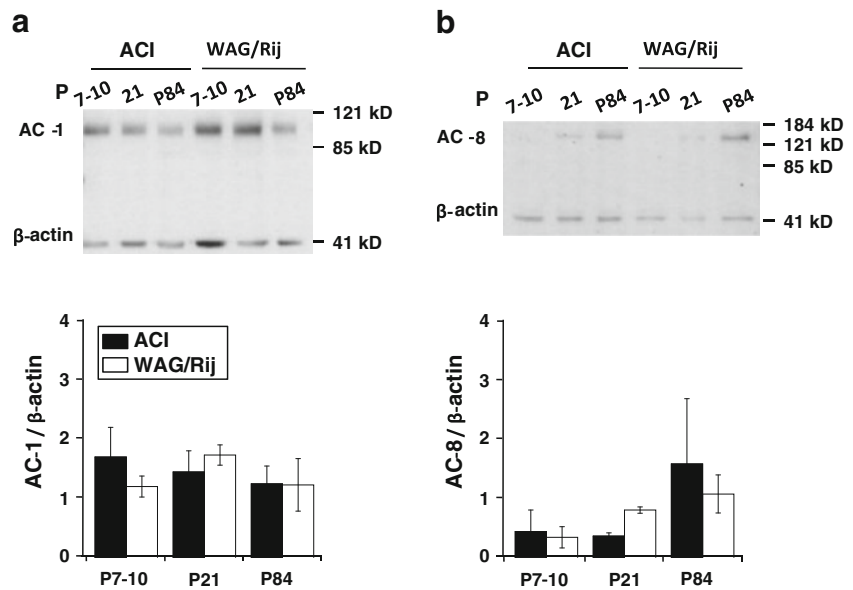 a
ACI WAG/Rij
P 7-10 21 P84 7-10 21 P84
AC -1
121 kD
85 kD
β-actin
41 kD
4
3
2
1
0
AC-1 / β-actin
ACI
WAG/Rij
P7-10 P21 P84
b
ACI WAG/Rij
P 7-10 21 P84 7-10 21 P84
AC -8
184 kD
121 kD
85 kD
β-actin
41 kD
4
3
2
1
0
AC-8 / β-actin
P7-10 P21 P84